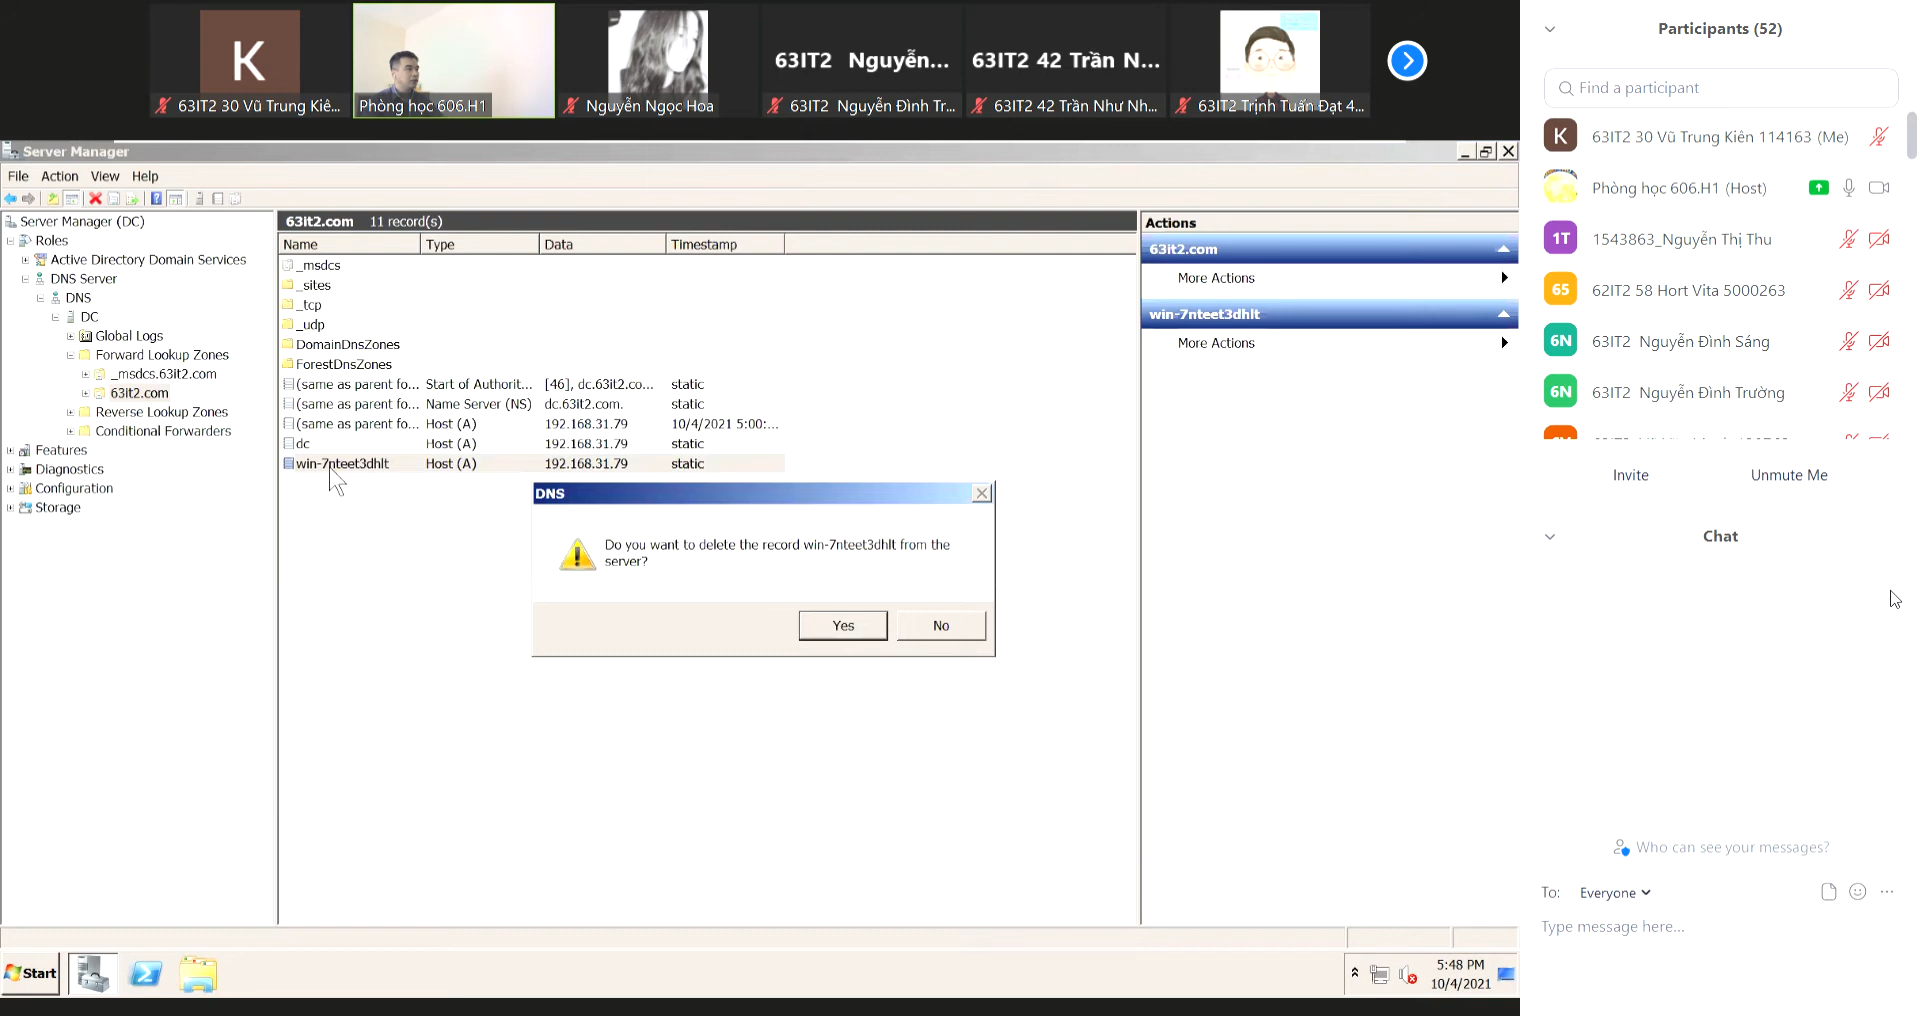 K
63IT2 30 Vũ Trung Kiê...
Phòng học 606.H1
Nguyễn Ngọc Hoa
63IT2 Nguyễn...
63IT2 Nguyễn Đình Tr...
63IT2 42 Trần N...
63IT2 42 Trần Như Nh...
63IT2 Trịnh Tuấn Đạt 4...
Server Manager
File Action View Help
Server Manager (DC)
Roles
Active Directory Domain Services
DNS Server
DNS
DC
Global Logs
Forward Lookup Zones
_msdcs.63it2.com
63it2.com
Reverse Lookup Zones
Conditional Forwarders
Features
Diagnostics
Configuration
Storage
63it2.com 11 record(s)
Name Type Data Timestamp
_msdcs
_sites
_tcp
_udp
DomainDnsZones
ForestDnsZones
(same as parent fo... Start of Authorit... [46], dc.63it2.co... static
(same as parent fo... Name Server (NS) dc.63it2.com. static
(same as parent fo... Host (A) 192.168.31.79 10/4/2021 5:00:...
dc Host (A) 192.168.31.79 static
win-7nteet3dhlt Host (A) 192.168.31.79 static
DNS
Do you want to delete the record win-7nteet3dhlt from the
server?
Yes No
Actions
63it2.com
More Actions
win-7nteet3dhlt
More Actions
Start
5:48 PM
10/4/2021
Participants (52)
Find a participant
K 63IT2 30 Vũ Trung Kiên 114163 (Me)
Phòng học 606.H1 (Host)
1T 1543863_Nguyễn Thị Thu
65 62IT2 58 Hort Vita 5000263
6N 63IT2 Nguyễn Đình Sáng
6N 63IT2 Nguyễn Đình Trường
Invite Unmute Me
Chat
Who can see your messages?
To: Everyone
Type message here...